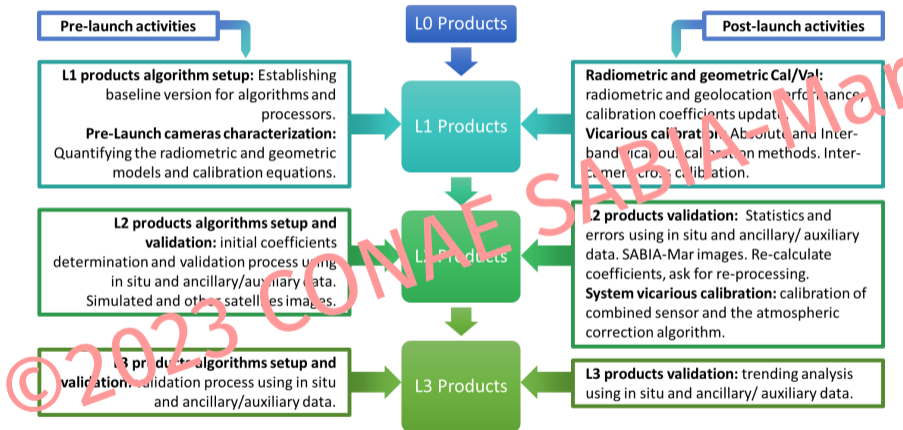 Pre-launch activities
L0 Products
Post-launch activities
L1 products algorithm setup: Establishing
baseline version for algorithms and
processors.
Pre-Launch cameras characterization:
Quantifying the radiometric and geometric
models and calibration equations.
L1 Products
Radiometric and geometric Cal/Val:
radiometric and geolocation performance,
calibration coefficients update.
Vicarious calibration: Absolute and Inter-
band vicarious calibration methods. Inter-
camera cross calibration.
L2 products algorithms setup and
validation: initial coefficients
determination and validation process using
in situ and ancillary/auxiliary data.
Simulated and other satellites images.
L2 products validation: Statistics and
errors using in situ and ancillary/ auxiliary
data. SABIA-Mar images. Re-calculate
coefficients, ask for re-processing.
System vicarious calibration: calibration of
combined sensor and the atmospheric
correction algorithm.
L3 products algorithms setup and
validation: validation process using in situ
and ancillary/auxiliary data.
L3 Products
L3 products validation: trending analysis
using in situ and ancillary/ auxiliary data.
©2023 CONAE SABIA-Mar